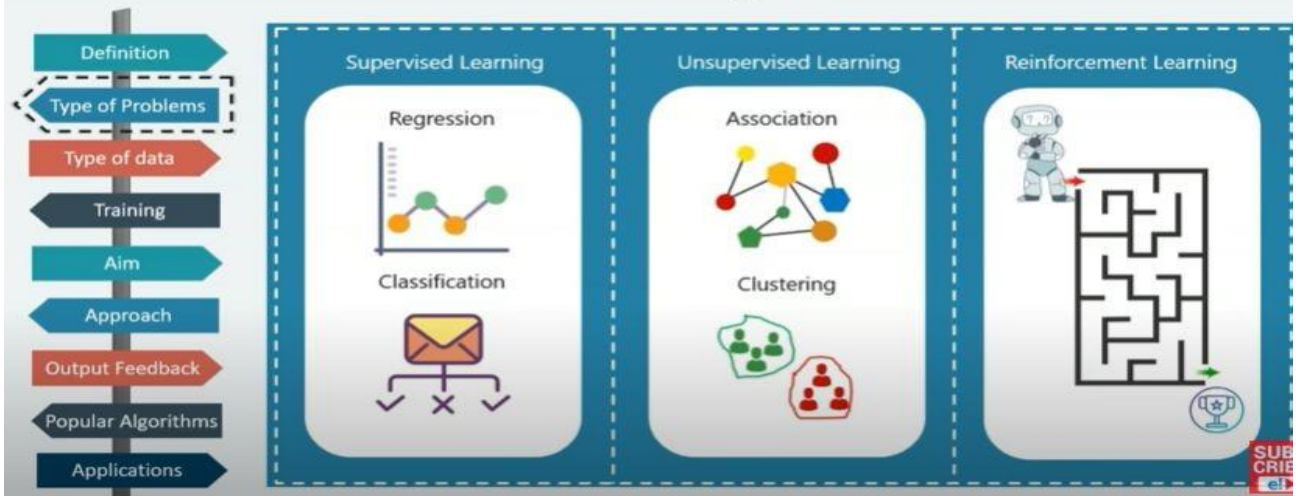 Definition
Type of Problems
Type of data
Training
Aim
Approach
Output Feedback
Popular Algorithms
Applications
Supervised Learning
Regression
Classification
Unsupervised Learning
Association
Clustering
Reinforcement Learning
? ?
SUB
CRIE
e!